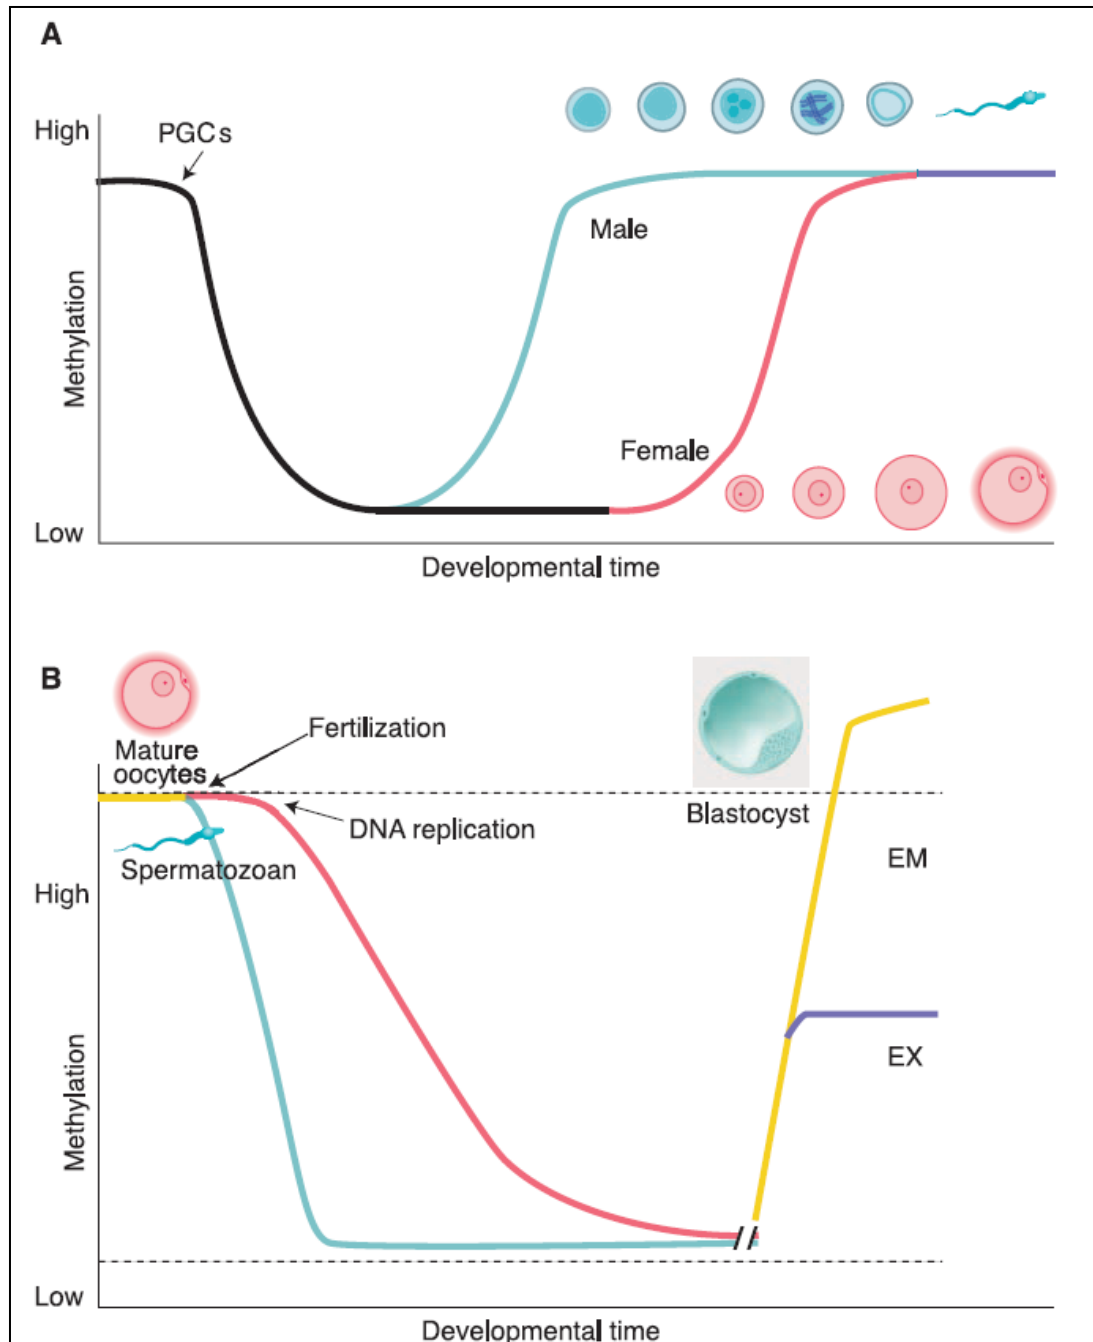 A
High
PGCs
Male
Methylation
Female
Low
Developmental time
B
Fertilization
Mature
oocytes
DNA replication
Blastocyst
Spermatozoan
EM
High
EX
Methylation
Low
Developmental time